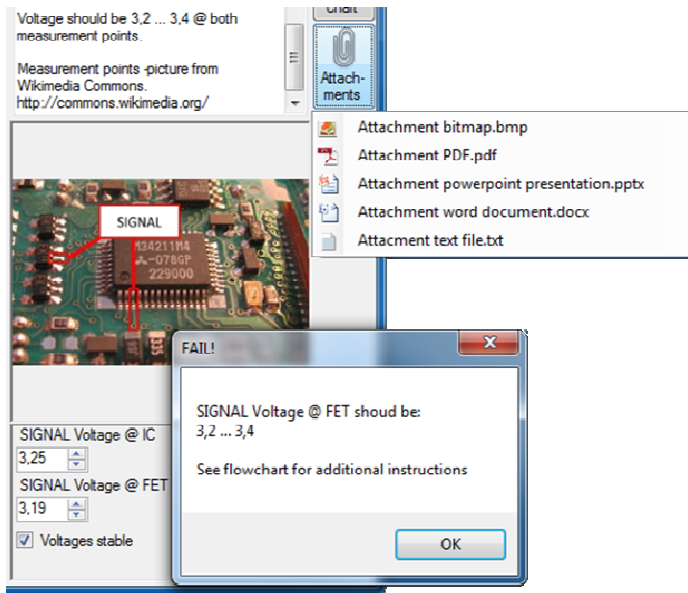 chart
Voltage should be 3,2 ... 3,4 @ both
measurement points.
Measurement points -picture from
Wikimedia Commons.
http://commons.wikimedia.org/
Attach-
ments
Attachment bitmap.bmp
Attachment PDF.pdf
Attachment powerpoint presentation.pptx
Attachment word document.docx
Attacment text file.txt
SIGNAL
M34211M4
-078GP
229000
FAIL!
X
SIGNAL Voltage @ FET shoud be:
3,2 ... 3,4
See flowchart for additional instructions
OK
SIGNAL Voltage @ IC
3,25
SIGNAL Voltage @ FET
3,19
Voltages stable